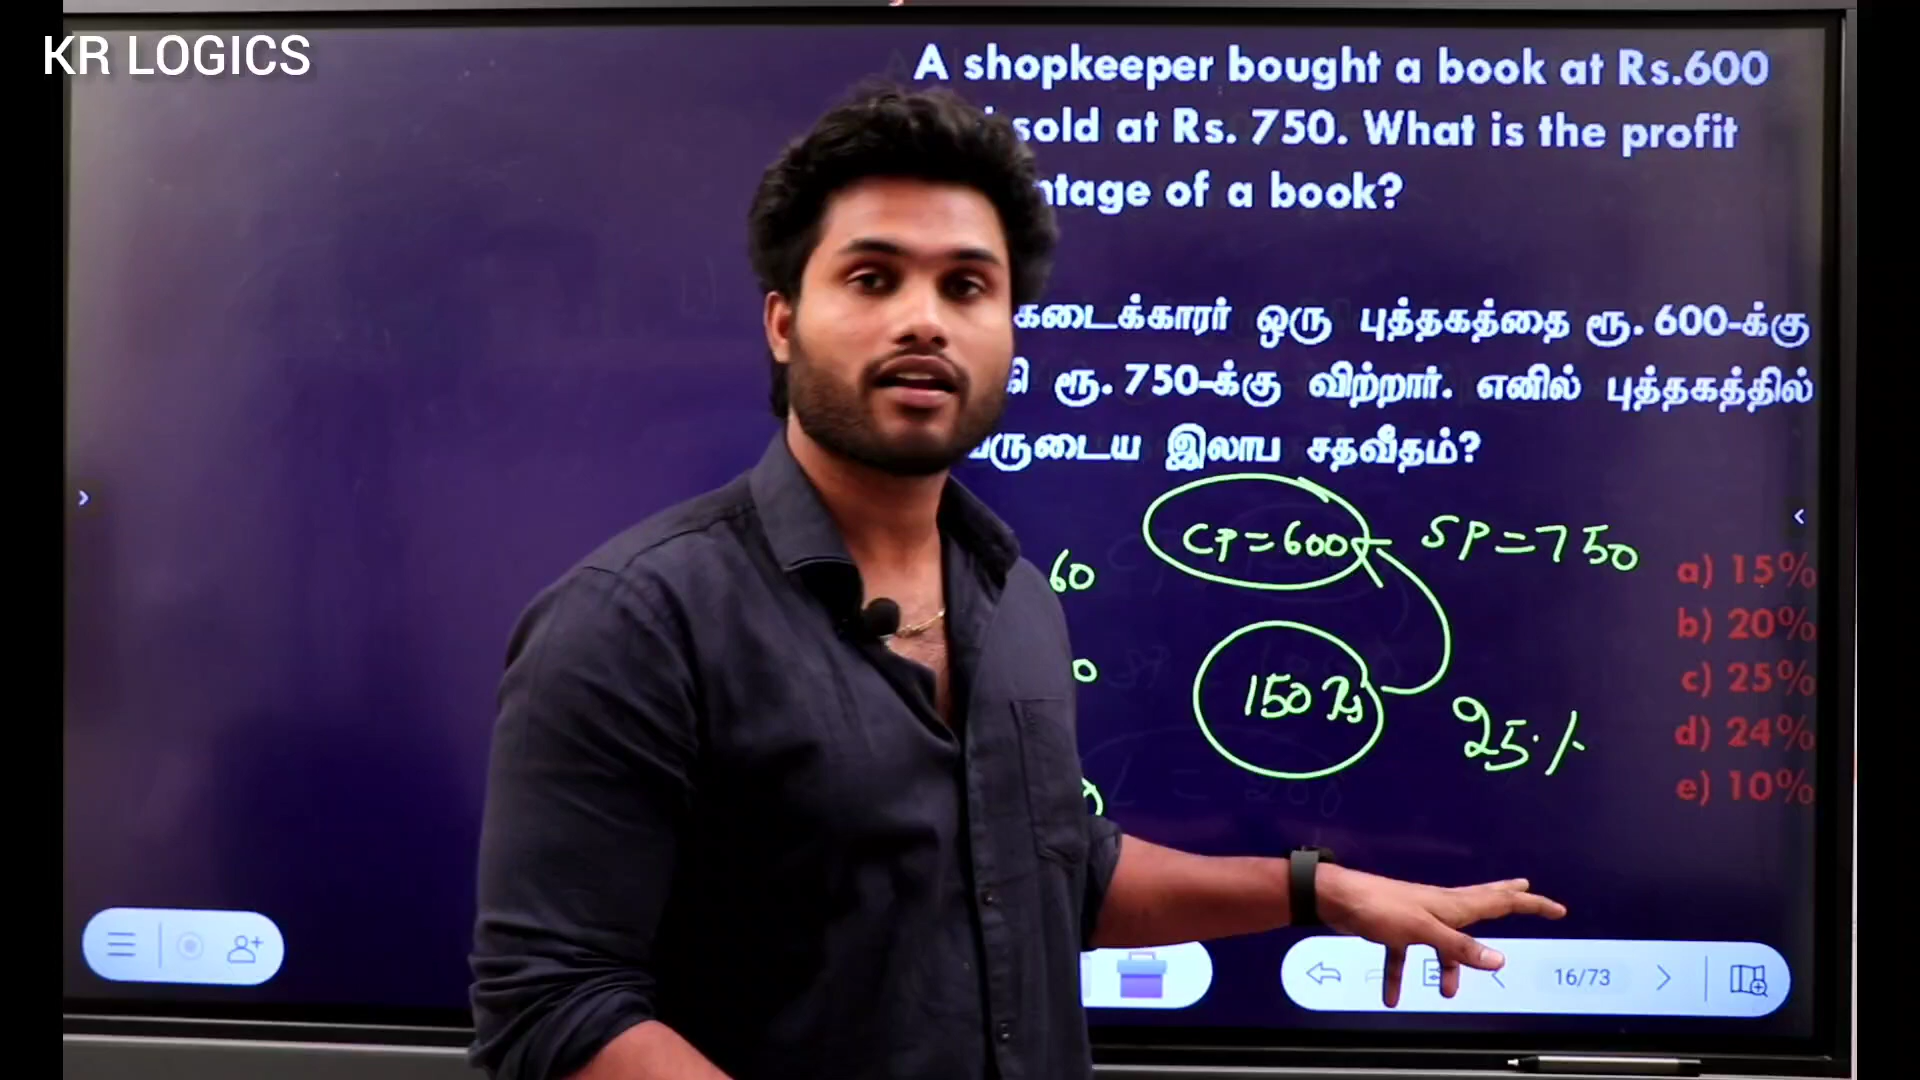 KR LOGICS
A shopkeeper bought a book at Rs.600
sold at Rs. 750. What is the profit
of a book?
கடைக்காரர் ஒரு புத்தகத்தை ரூ. 600-க்கு
ரூ. 750-க்கு விற்றார். எனில் புத்தகத்தில்
இலாப சதவீதம்?
CP=600 SP=750
60
150 Rs
25%
a) 15%
b) 20%
c) 25%
d) 24%
e) 10%
16/73